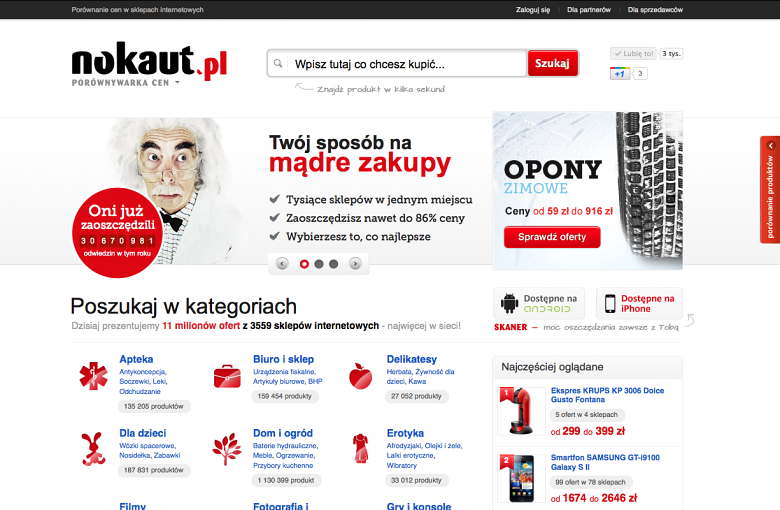 Porównanie cen w sklepach internetowych
Zaloguj się
Dla partnerów
Dla sprzedawców
nokaut.pl
PORÓWNYWARKA CEN
Wpisz tutaj co chcesz kupić...
Szukaj
Znajdź produkt w kilka sekund
Lubię to!
3 tys.
+1
3
Oni już
zaoszczędzili
30 670 981
odwiedzin w tym roku
Twój sposób na
mądre zakupy
Tysiące sklepów w jednym miejscu
Zaoszczędzisz nawet do 86% ceny
Wybierzesz to, co najlepsze
OPONY
ZIMOWE
Ceny od 59 zł do 916 zł
Sprawdź oferty
porównanie produktów
Poszukaj w kategoriach
Dzisiaj prezentujemy 11 milionów ofert z 3559 sklepów internetowych - najwięcej w sieci!
Dostępne na
ANDROID
Dostępne na
iPhone
SKANER – moc oszczędzania zawsze z Tobą
Apteka
Antykoncepcja,
Soczewki, Leki,
Odchudzanie
135 205 produktów
Biuro i sklep
Urządzenia fiskalne,
Artykuły biurowe, BHP
159 454 produkty
Delikatesy
Herbata, Żywność dla
dzieci, Kawa
27 052 produkty
Dla dzieci
Wózki spacerowe,
Nosidełka, Zabawki
187 831 produktów
Dom i ogród
Baterie hydrauliczne,
Meble, Ogrzewanie,
Przybory kuchenne
1 130 399 produkt
Erotyka
Afrodyzjaki, Olejki i żele,
Lalki erotyczne,
Wibratory
33 012 produkty
Filmy
Fotografia i
Gry i konsole
Najczęściej oglądane
1
Ekspres KRUPS KP 3006 Dolce
Gusto Fontana
5 ofert w 4 sklepach
od 299 do 399 zł
2
Smartfon SAMSUNG GT-i9100
Galaxy S II
99 ofert w 78 sklepach
od 1674 do 2646 zł